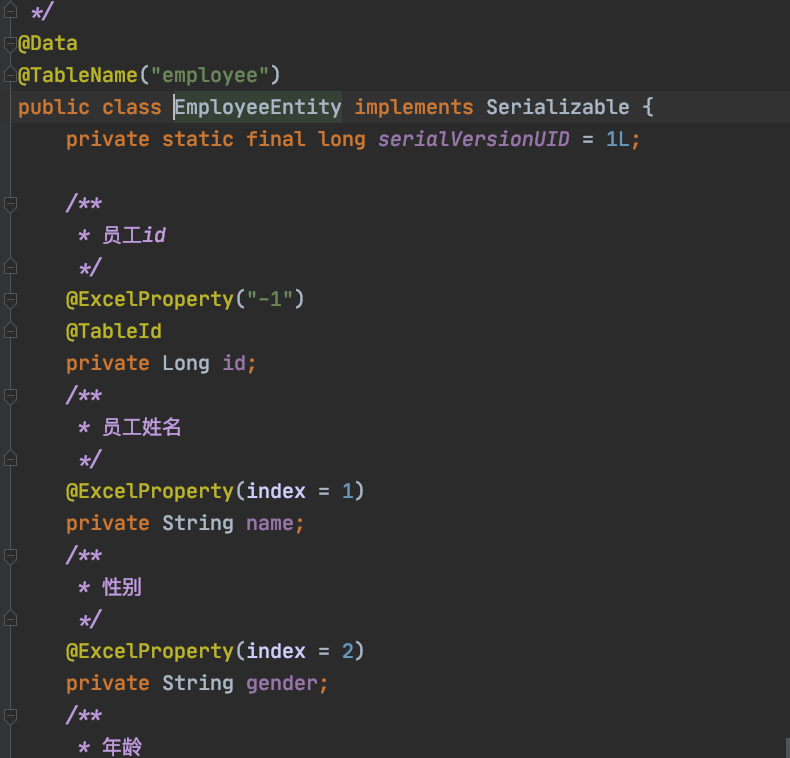 */
@Data
@TableName("employee")
public class EmployeeEntity implements Serializable {
private static final long serialVersionUID = 1L;
/**
* 员工id
*/
@ExcelProperty("-1")
@TableId
private Long id;
/**
* 员工姓名
*/
@ExcelProperty(index = 1)
private String name;
/**
* 性别
*/
@ExcelProperty(index = 2)
private String gender;
/**
* 年龄